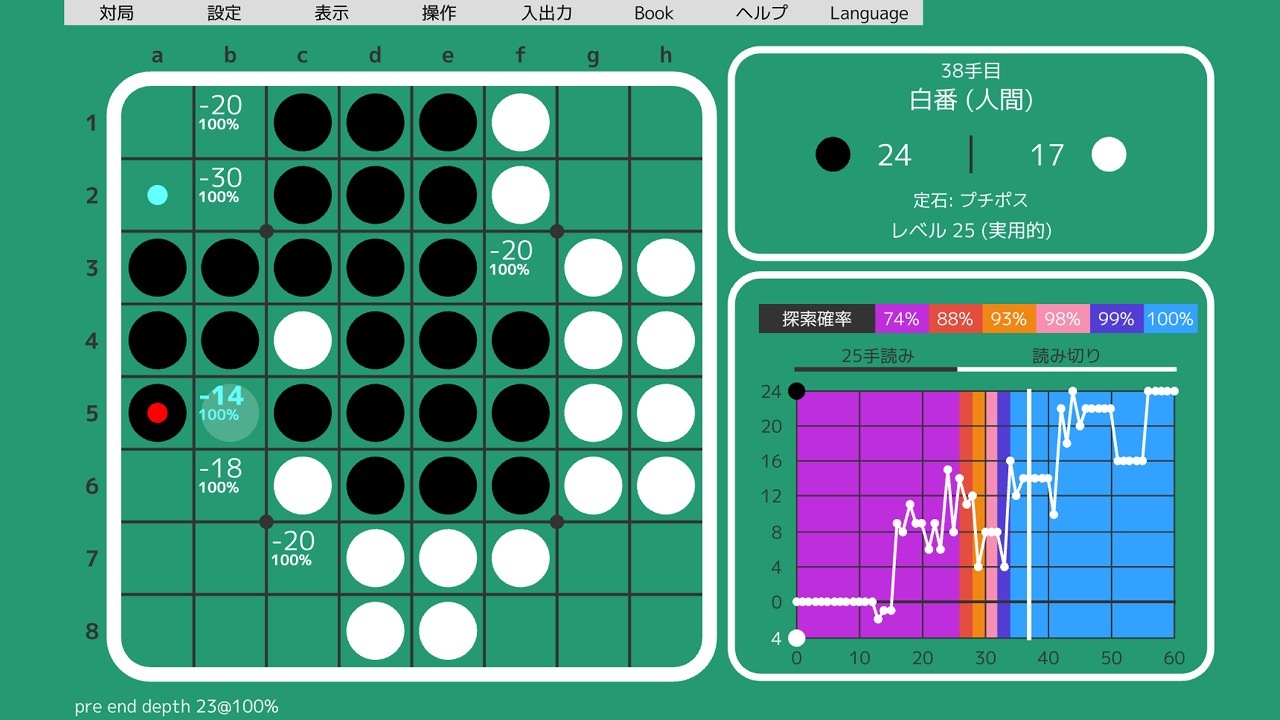 対局 設定 表示 操作 入出力 Book ヘルプ Language
a b c d e f g h
1 -20 100%
2 -30 100%
3 -20 100%
4
5 -14 100%
6 -18 100%
7 -20 100%
8
pre end depth 23@100%
38手目
白番 (人間)
24 17
定石: プチポス
レベル 25 (実用的)
探索確率 74% 88% 93% 98% 99% 100%
25手読み 読み切り
24
20
16
12
8
4
0
4
0 10 20 30 40 50 60